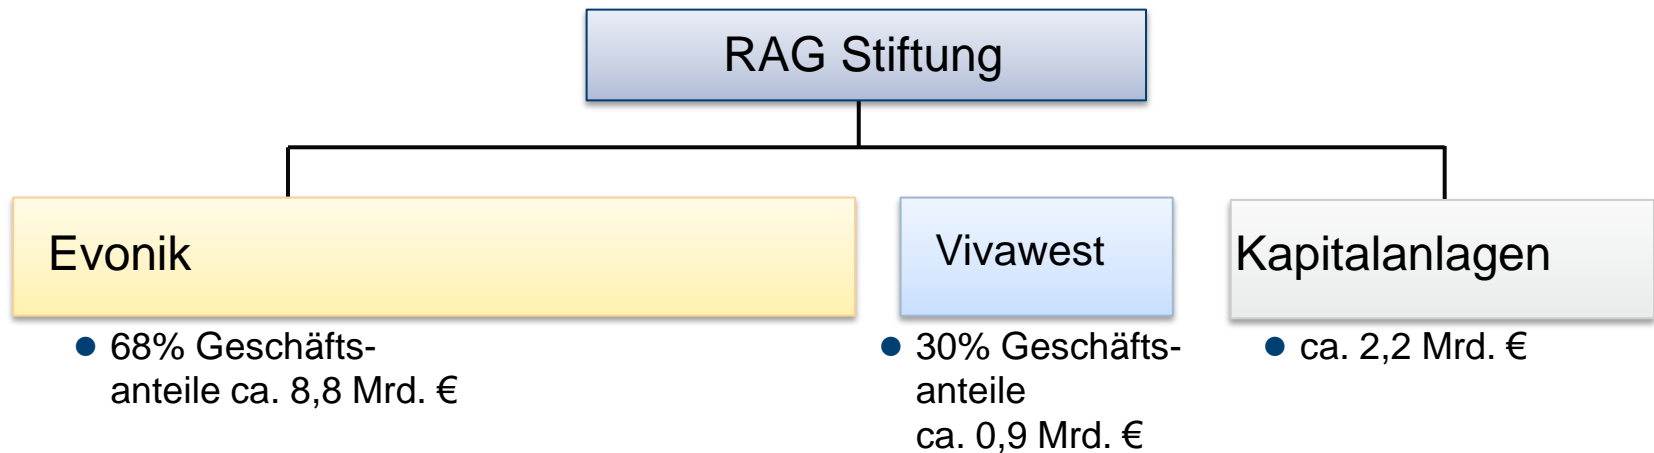 RAG Stiftung
Evonik
68% Geschäfts-
anteile ca. 8,8 Mrd. €
Vivawest
30% Geschäfts-
anteile
ca. 0,9 Mrd. €
Kapitalanlagen
ca. 2,2 Mrd. €